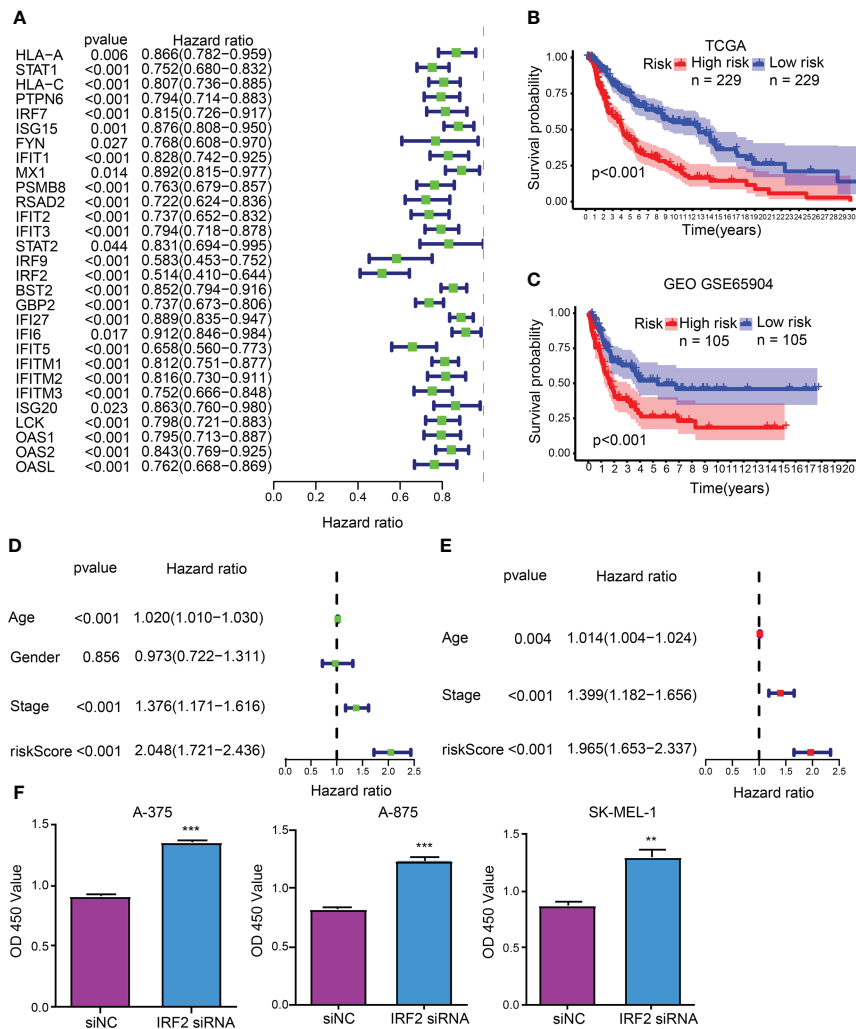 A
pvalue Hazard ratio
HLA−A 0.006 0.866(0.782−0.959)
STAT1 <0.001 0.752(0.680−0.832)
HLA−C <0.001 0.807(0.736−0.885)
PTPN6 <0.001 0.794(0.714−0.883)
IRF7 <0.001 0.815(0.726−0.917)
ISG15 0.001 0.876(0.808−0.950)
FYN 0.027 0.768(0.608−0.970)
IFIT1 <0.001 0.828(0.742−0.925)
MX1 0.014 0.892(0.815−0.977)
PSMB8 <0.001 0.763(0.679−0.857)
RSAD2 <0.001 0.722(0.624−0.836)
IFIT2 <0.001 0.737(0.652−0.832)
IFIT3 <0.001 0.794(0.718−0.878)
STAT2 0.044 0.831(0.694−0.995)
IRF9 <0.001 0.583(0.453−0.752)
IRF2 <0.001 0.514(0.410−0.644)
BST2 <0.001 0.852(0.794−0.916)
GBP2 <0.001 0.737(0.673−0.806)
IFI27 <0.001 0.889(0.835−0.947)
IFI6 0.017 0.912(0.846−0.984)
IFIT5 <0.001 0.658(0.560−0.773)
IFITM1 <0.001 0.812(0.751−0.877)
IFITM2 <0.001 0.816(0.730−0.911)
IFITM3 <0.001 0.752(0.666−0.848)
ISG20 0.023 0.863(0.760−0.980)
LCK <0.001 0.798(0.721−0.883)
OAS1 <0.001 0.795(0.713−0.887)
OAS2 <0.001 0.843(0.769−0.925)
OASL <0.001 0.762(0.668−0.869)
0.0 0.2 0.4 0.6 0.8
Hazard ratio
B
TCGA
Risk High risk Low risk
n = 229 n = 229
Survival probability
1.00
0.75
0.50
0.25
0.00
p<0.001
0 1 2 3 4 5 6 7 8 9 10 11 12 13 14 15 16 17 18 19 20 21 22 23 24 25 26 27 28 29 30
Time(years)
C
GEO GSE65904
Risk High risk Low risk
n = 105 n = 105
Survival probability
1.00
0.75
0.50
0.25
0.00
p<0.001
0 1 2 3 4 5 6 7 8 9 10 11 12 13 14 15 16 17 18 19 20
Time(years)
D
pvalue Hazard ratio
Age <0.001 1.020(1.010−1.030)
Gender 0.856 0.973(0.722−1.311)
Stage <0.001 1.376(1.171−1.616)
riskScore <0.001 2.048(1.721−2.436)
0.0 0.5 1.0 1.5 2.0 2.5
Hazard ratio
E
pvalue Hazard ratio
Age 0.004 1.014(1.004−1.024)
Stage <0.001 1.399(1.182−1.656)
riskScore <0.001 1.965(1.653−2.337)
0.0 0.5 1.0 1.5 2.0 2.5
Hazard ratio
F
A-375
OD 450 Value
1.5
1.0
0.5
0.0
***
siNC IRF2 siRNA
A-875
OD 450 Value
1.5
1.0
0.5
0.0
***
siNC IRF2 siRNA
SK-MEL-1
OD 450 Value
1.5
1.0
0.5
0.0
**
siNC IRF2 siRNA